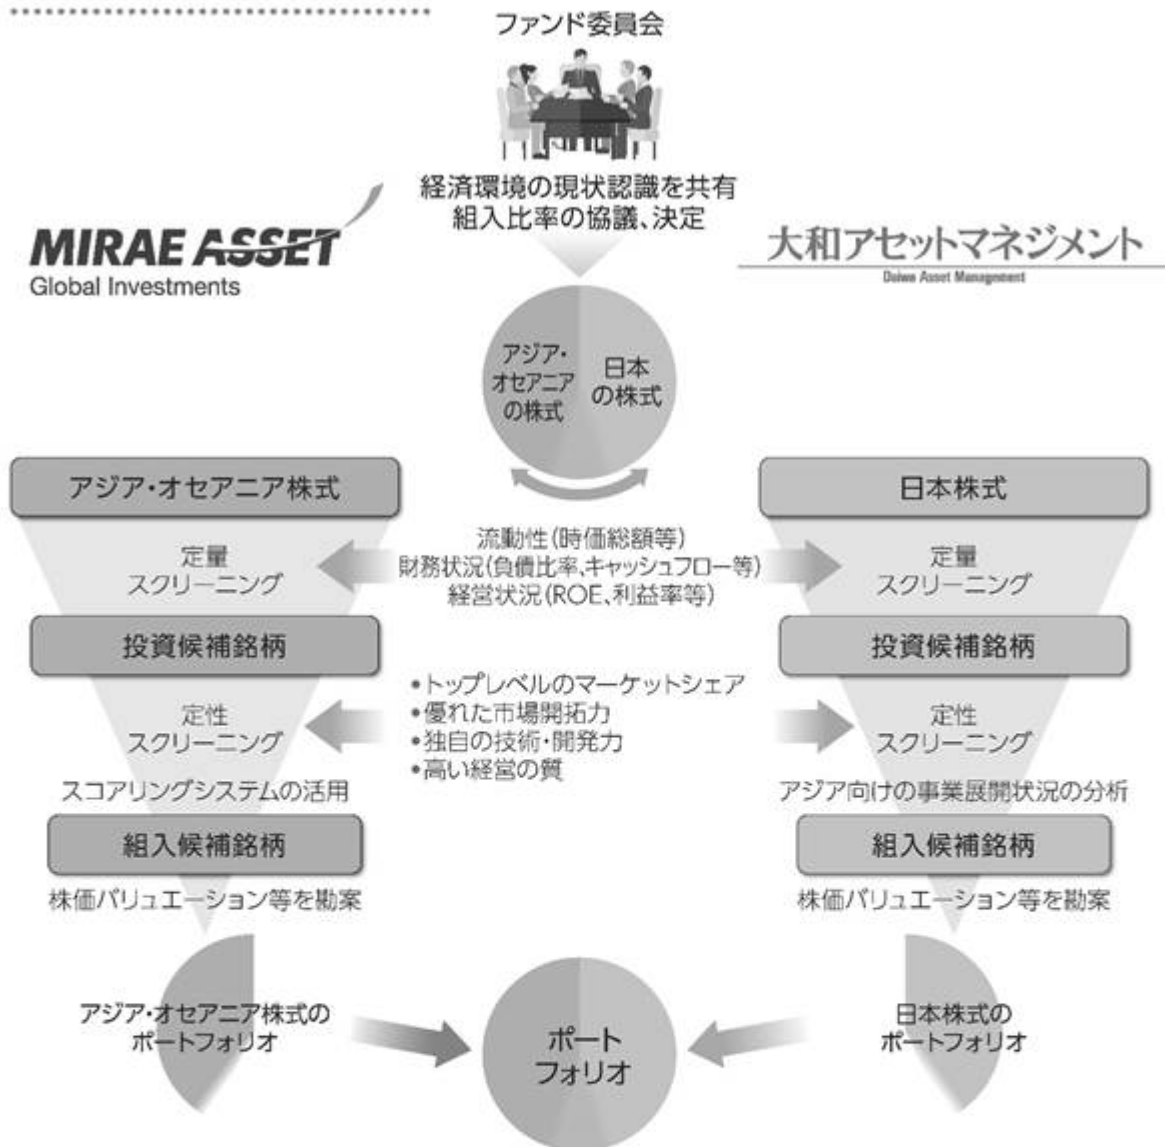 ファンド委員会
経済環境の現状認識を共有
組入比率の協議、決定
MIRAE ASSET
Global Investments
大和アセットマネジメント
Daiwa Asset Management
アジア・
オセアニア
の株式
日本
の株式
アジア・オセアニア株式
日本株式
定量
スクリーニング
流動性(時価総額等)
財務状況(負債比率、キャッシュフロー等)
経営状況(ROE、利益率等)
定量
スクリーニング
投資候補銘柄
投資候補銘柄
定性
スクリーニング
•トップレベルのマーケットシェア
•優れた市場開拓力
•独自の技術・開発力
•高い経営の質
定性
スクリーニング
スコアリングシステムの活用
アジア向けの事業展開状況の分析
組入候補銘柄
組入候補銘柄
株価バリュエーション等を勘案
株価バリュエーション等を勘案
アジア・オセアニア株式の
ポートフォリオ
ポート
フォリオ
日本株式の
ポートフォリオ